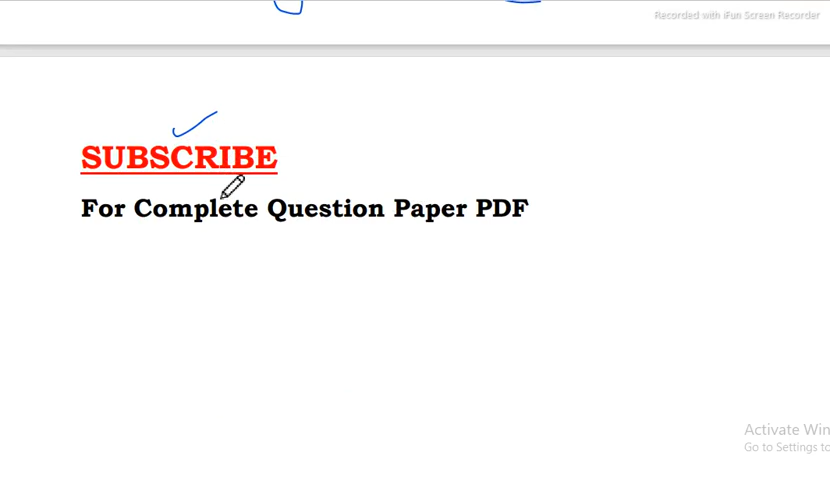 Recorded with iFun Screen Recorder
SUBSCRIBE
For Complete Question Paper PDF
Activate Win
Go to Settings to